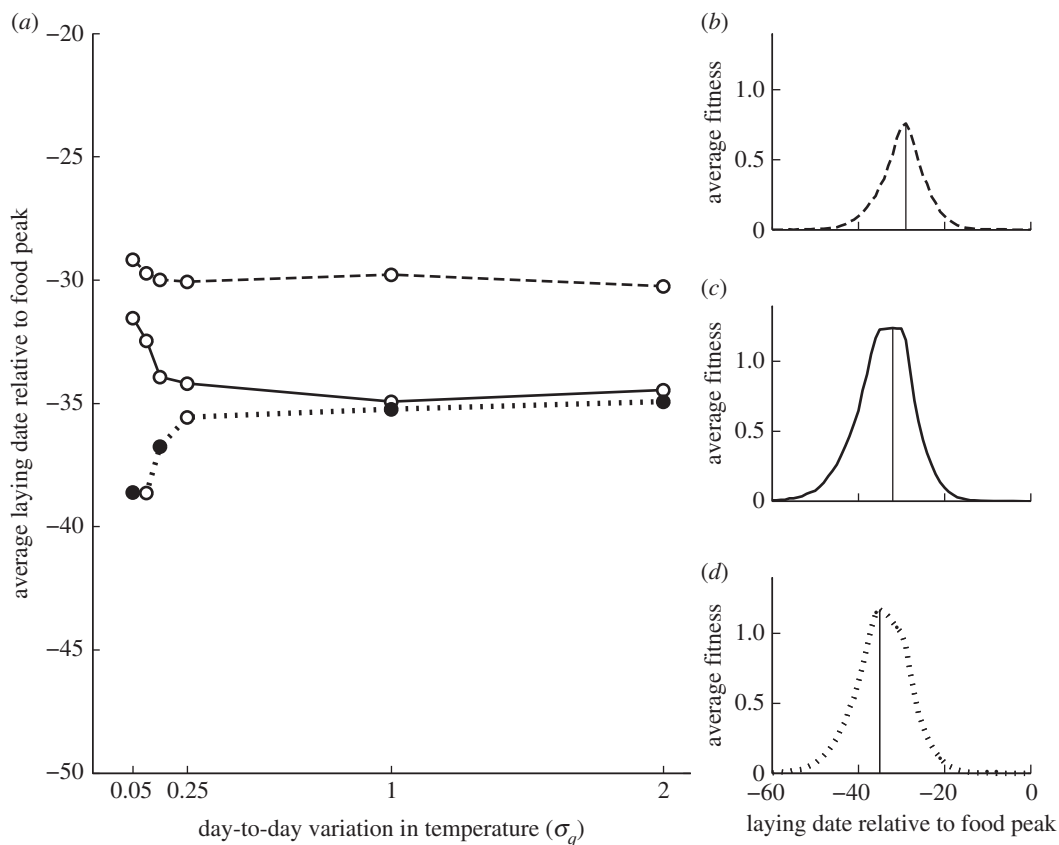 (a)
−20
−25
−30
−35
−40
−45
−50
average laying date relative to food peak
0.05
0.25
1
2
day-to-day variation in temperature (σq)
(b)
1.0
0.5
0
average fitness
(c)
1.0
0.5
0
average fitness
(d)
1.0
0.5
0
average fitness
−60
−40
−20
0
laying date relative to food peak